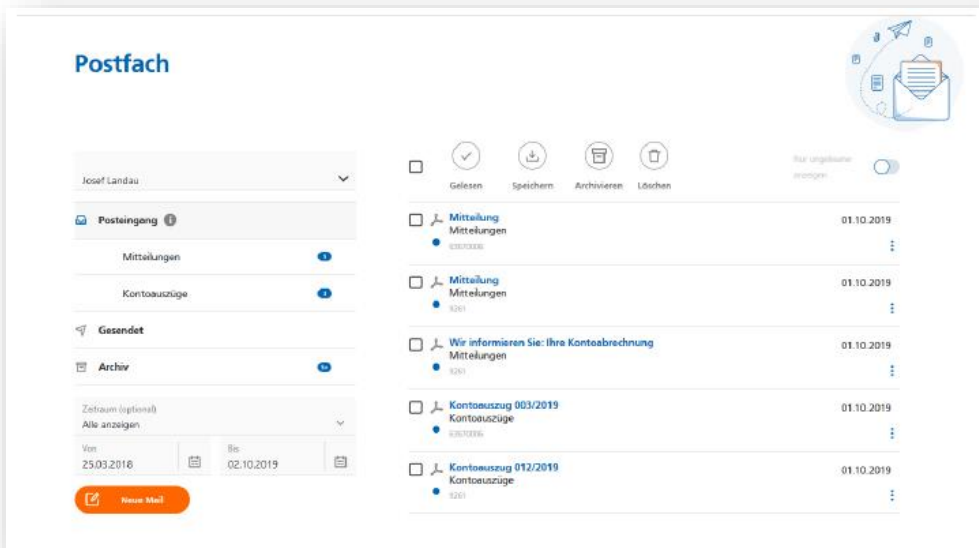 Postfach
Josef Landau
Posteingang
Mitteilungen
Kontoauszüge
Gesendet
Archiv
Zeitraum (optional)
Alle anzeigen
Von
25.03.2018
Bis
02.10.2019
Neue Mail
Gelesen
Speichern
Archivieren
Löschen
Nur ungelesene
anzeigen
Mitteilung
01.10.2019
Mitteilungen
Mitteilung
01.10.2019
Mitteilungen
9261
Wir informieren Sie: Ihre Kontoabrechnung
01.10.2019
Mitteilungen
9261
Kontoauszug 003/2019
01.10.2019
Kontoauszüge
Kontoauszug 012/2019
01.10.2019
Kontoauszüge
9261